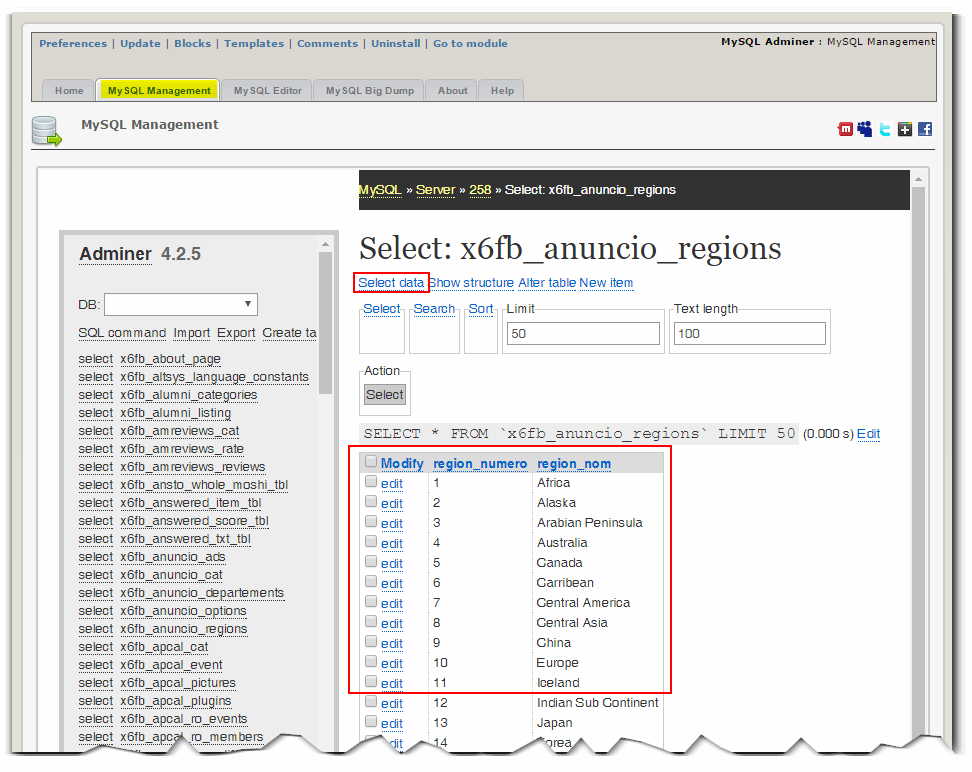 Preferences | Update | Blocks | Templates | Comments | Uninstall | Go to module
MySQL Adminer : MySQL Management
Home MySQL Management MySQL Editor MySQL Big Dump About Help
MySQL Management
MySQL » Server » 258 » Select: x6fb_anuncio_regions
Adminer 4.2.5
DB:
SQL command Import Export Create ta
select x6fb_about_page
select x6fb_altsys_language_constants
select x6fb_alumni_categories
select x6fb_alumni_listing
select x6fb_amreviews_cat
select x6fb_amreviews_rate
select x6fb_amreviews_reviews
select x6fb_ansto_whole_moshi_tbl
select x6fb_answered_item_tbl
select x6fb_answered_score_tbl
select x6fb_answered_txt_tbl
select x6fb_anuncio_ads
select x6fb_anuncio_cat
select x6fb_anuncio_departements
select x6fb_anuncio_options
select x6fb_anuncio_regions
select x6fb_apcal_cat
select x6fb_apcal_event
select x6fb_apcal_pictures
select x6fb_apcal_plugins
select x6fb_apcal_ro_events
select x6fb_apcal_ro_members
Select: x6fb_anuncio_regions
Select data Show structure Alter table New item
Select Search Sort Limit Text length
50 100
Action
Select
SELECT * FROM `x6fb_anuncio_regions` LIMIT 50 (0.000 s) Edit
Modify region_numero region_nom
edit 1 Africa
edit 2 Alaska
edit 3 Arabian Peninsula
edit 4 Australia
edit 5 Canada
edit 6 Carribean
edit 7 Central America
edit 8 Central Asia
edit 9 China
edit 10 Europe
edit 11 Iceland
edit 12 Indian Sub Continent
edit 13 Japan
edit 14